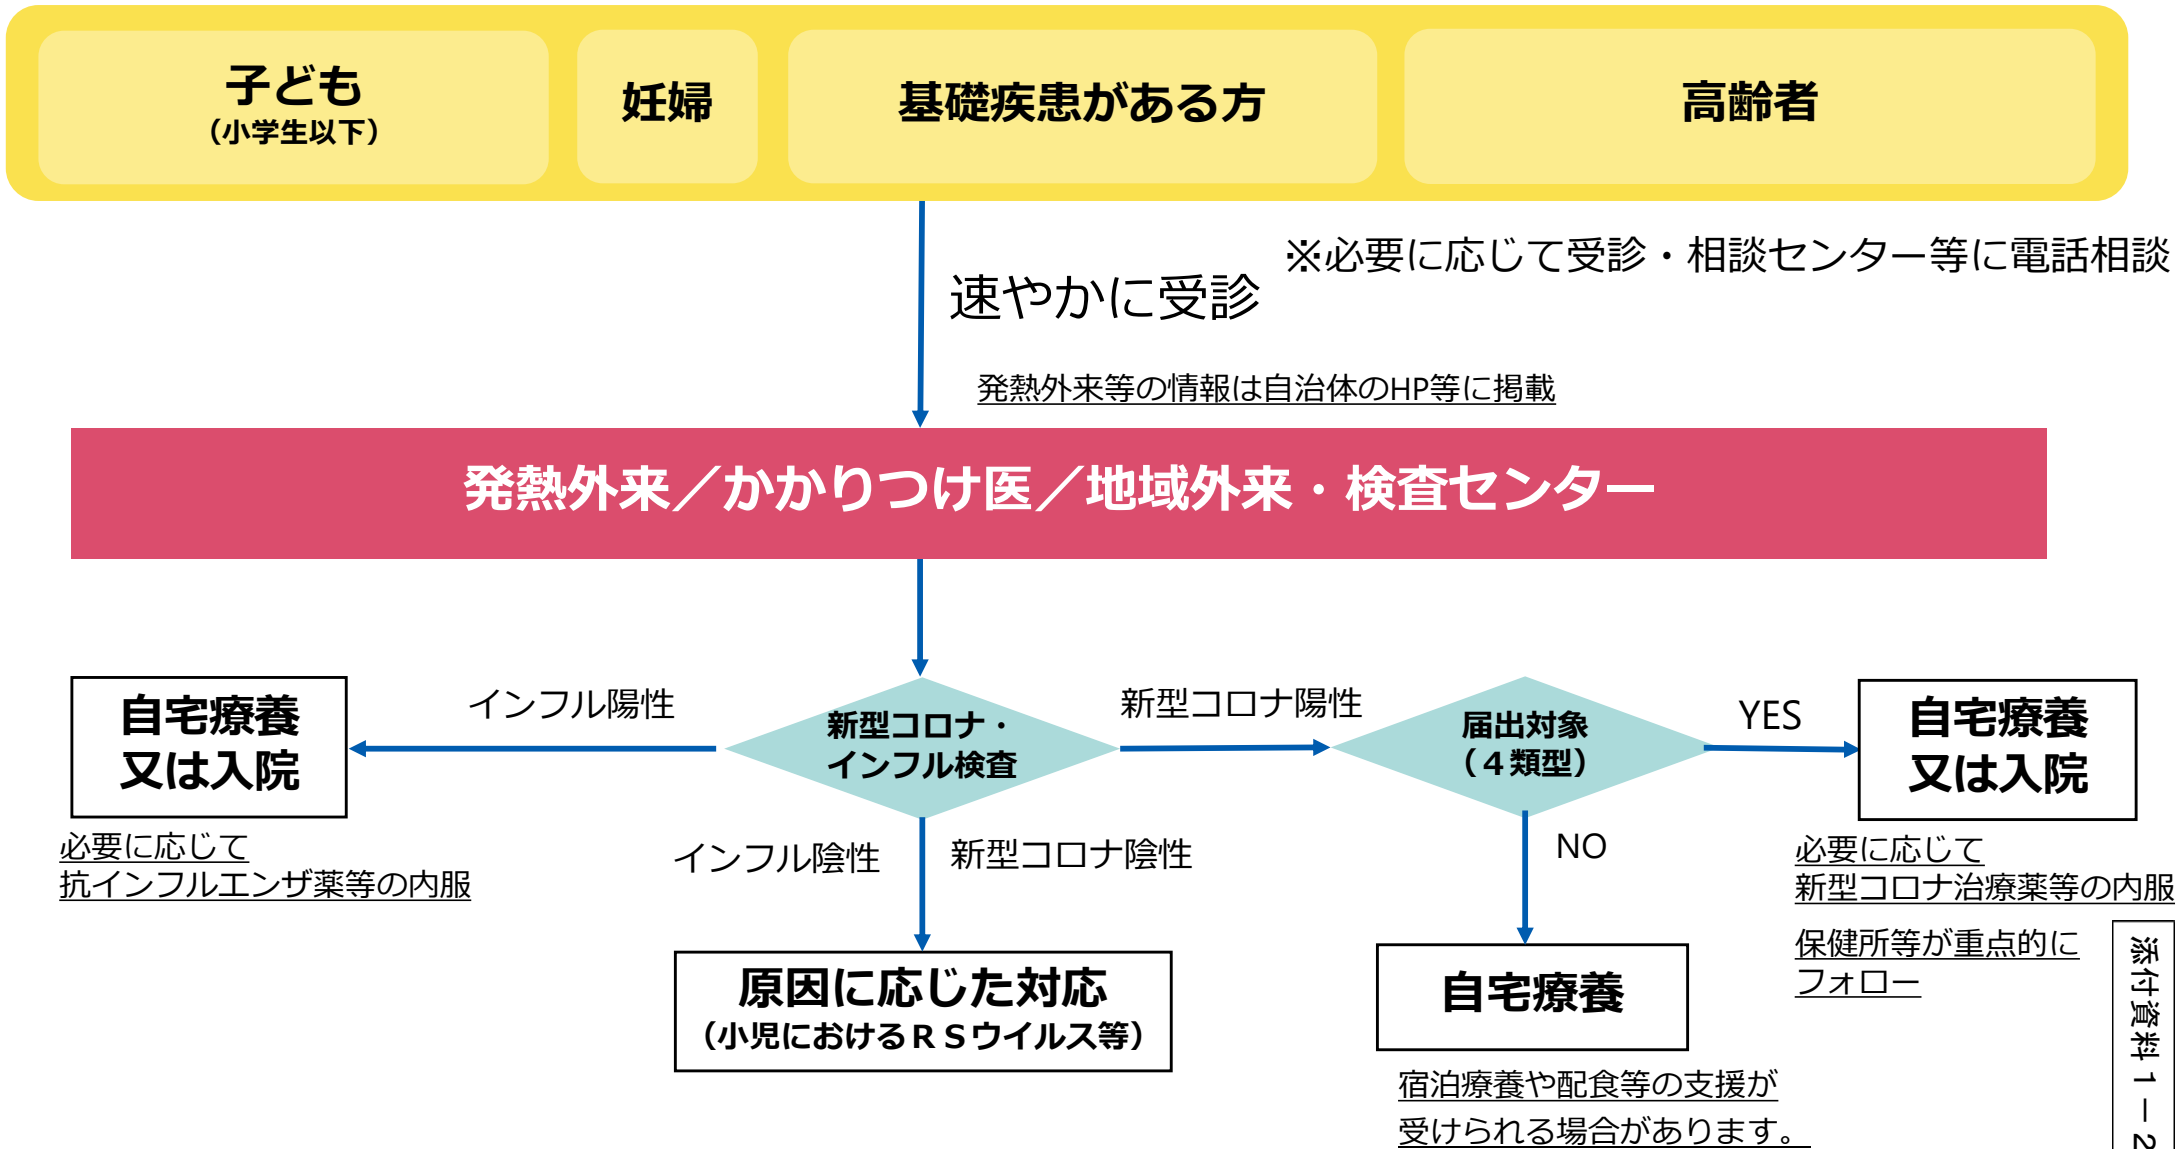 子ども
（小学生以下）
妊婦
基礎疾患がある方
高齢者
※必要に応じて受診・相談センター等に電話相談
速やかに受診
発熱外来等の情報は自治体のHP等に掲載
発熱外来／かかりつけ医／地域外来・検査センター
自宅療養
又は入院
インフル陽性
新型コロナ・
インフル検査
新型コロナ陽性
届出対象
（４類型）
YES
自宅療養
又は入院
必要に応じて
抗インフルエンザ薬等の内服
インフル陰性
新型コロナ陰性
NO
必要に応じて
新型コロナ治療薬等の内服
保健所等が重点的に
フォロー
原因に応じた対応
（小児におけるＲＳウイルス等）
自宅療養
宿泊療養や配食等の支援が
受けられる場合があります。
添付資料１－２